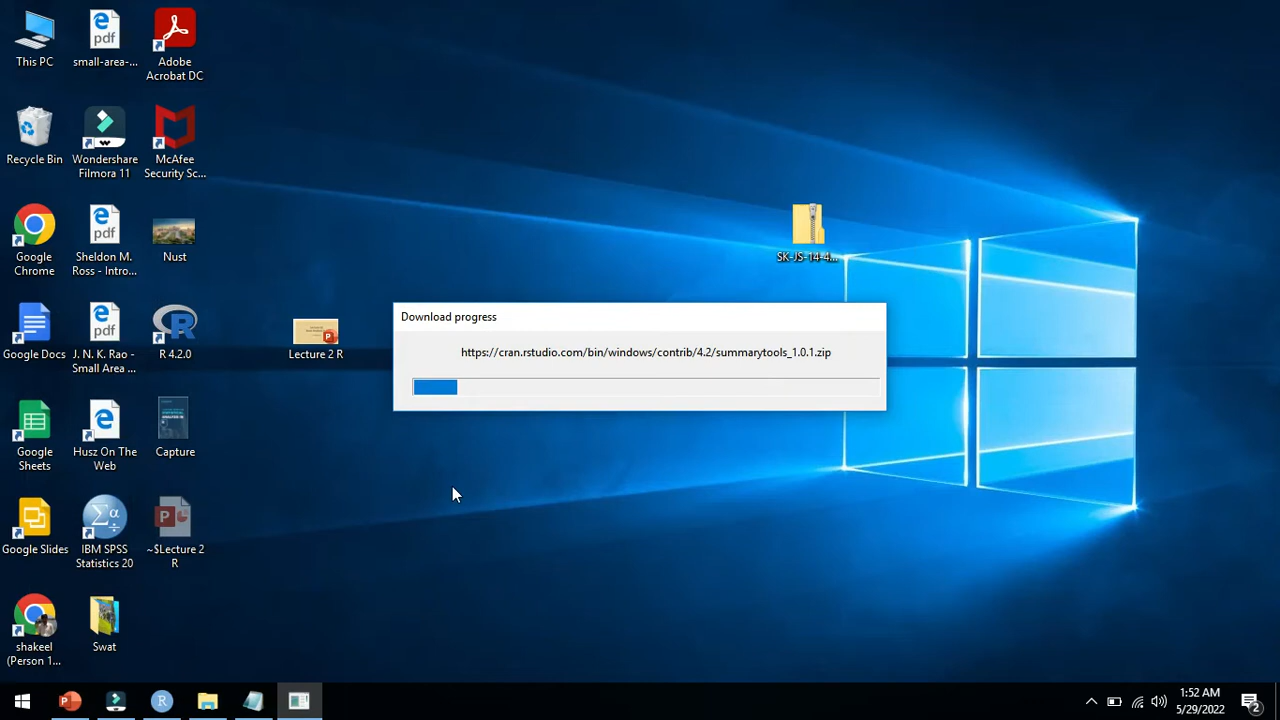 This PC
small-area-...
Adobe
Acrobat DC
Recycle Bin
Wondershare
Filmora 11
McAfee
Security Sc...
Google
Chrome
Sheldon M.
Ross - Intro...
Nust
SK-JS-14-4...
Google Docs
J. N. K. Rao -
Small Area ...
R 4.2.0
Lecture 2 R
Download progress
https://cran.rstudio.com/bin/windows/contrib/4.2/summarytools_1.0.1.zip
Google
Sheets
Husz On The
Web
Capture
Google Slides
IBM SPSS
Statistics 20
~$Lecture 2
R
shakeel
(Person 1...
Swat
1:52 AM
5/29/2022
2